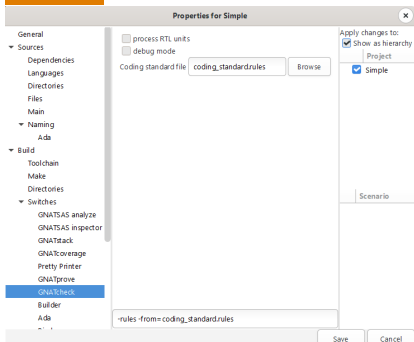 Properties for Simple
General
Sources
Dependencies
Languages
Directories
Files
Main
Naming
Ada
Build
Toolchain
Make
Directories
Switches
GNATSAS analyze
GNATSAS inspector
GNATstack
GNATcoverage
Pretty Printer
GNATprove
GNATcheck
Builder
Ada
process RTL units
debug mode
Coding standard file coding_standard.rules Browse
-rules -from=coding_standard.rules
Apply changes to:
Show as hierarchy
Project
Simple
Scenario
Save Cancel